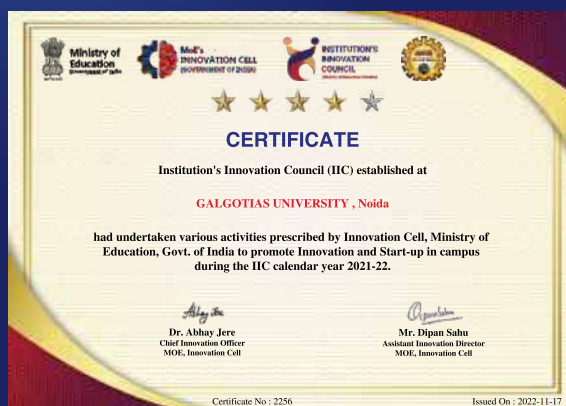 Ministry of
Education
Government of India
MoE's
INNOVATION CELL
(GOVERNMENT OF INDIA)
INSTITUTION'S
INNOVATION
COUNCIL
CERTIFICATE
Institution's Innovation Council (IIC) established at
GALGOTIAS UNIVERSITY , Noida
had undertaken various activities prescribed by Innovation Cell, Ministry of
Education, Govt. of India to promote Innovation and Start-up in campus
during the IIC calendar year 2021-22.
Dr. Abhay Jere
Chief Innovation Officer
MOE, Innovation Cell
Mr. Dipan Sahu
Assistant Innovation Director
MOE, Innovation Cell
Certificate No : 2256
Issued On : 2022-11-17